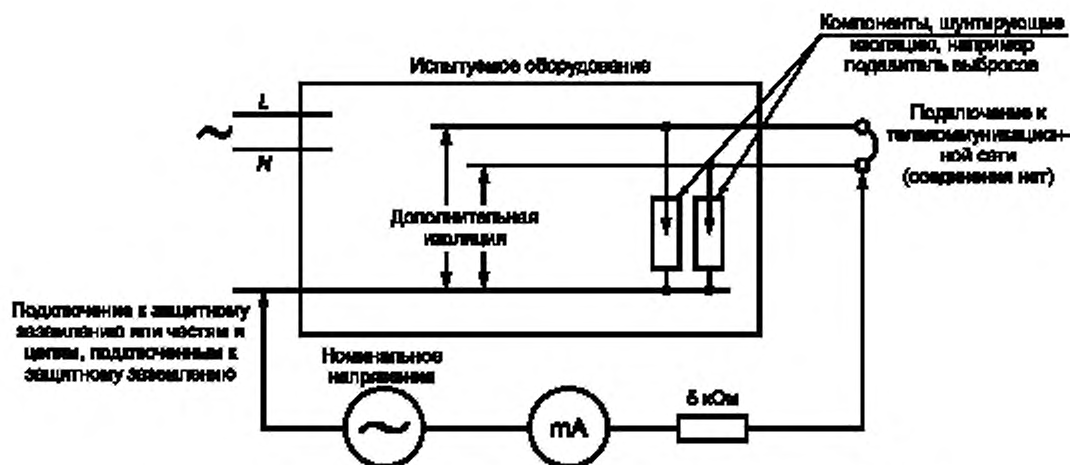 Компоненты, шунтирующие
изоляцию, например
подавитель выбросов
Испытуемое оборудование
L
N
Подключение к
телекоммуникацион-
ной сети
(соединения нет)
Дополнительная
изоляция
Подключение к защитному
заземлению или частям и
цепям, подключенным к
защитному заземлению
Номинальное
напряжение
mA
5 кОм